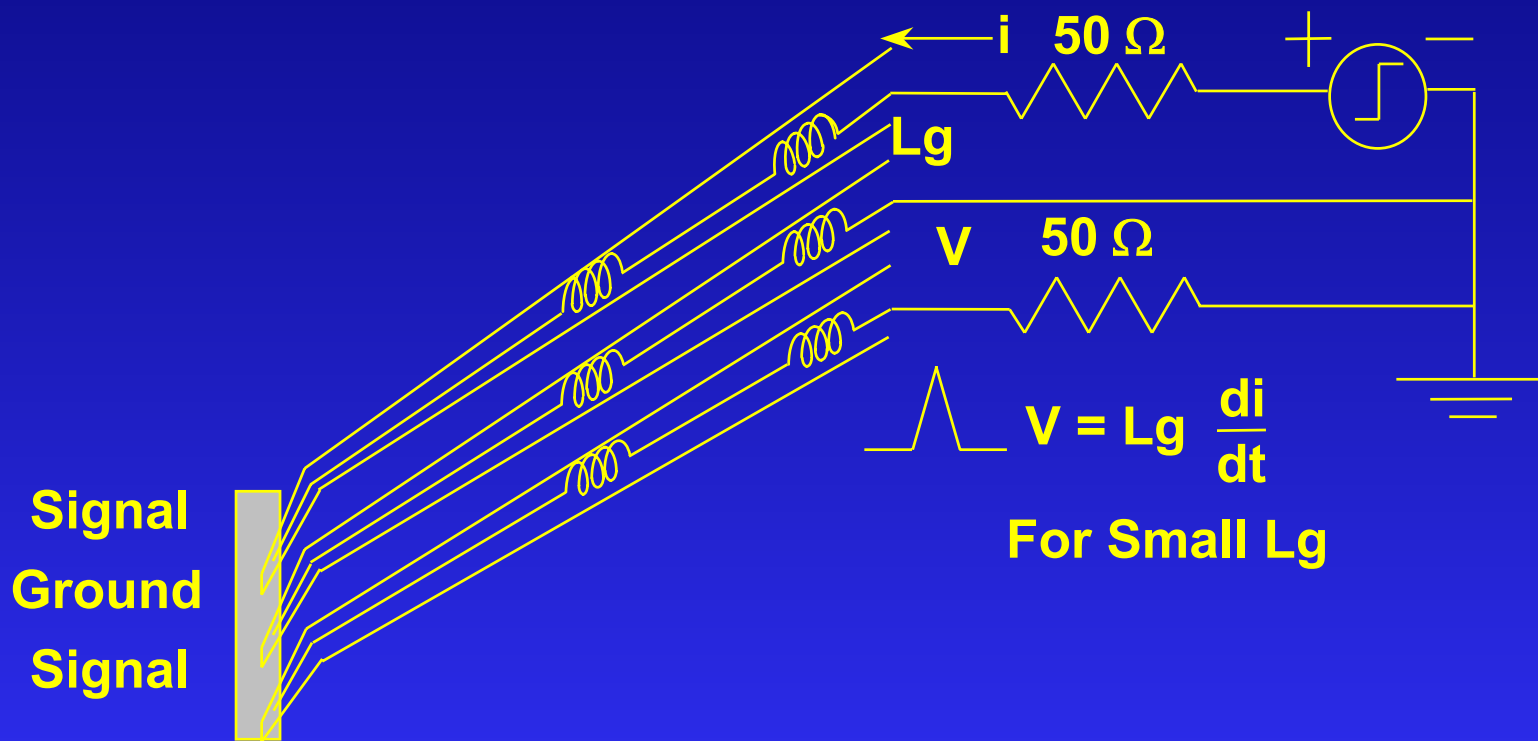 i 50 Ω
+ −
Lg
V 50 Ω
V = Lg di/dt
For Small Lg
Signal
Ground
Signal